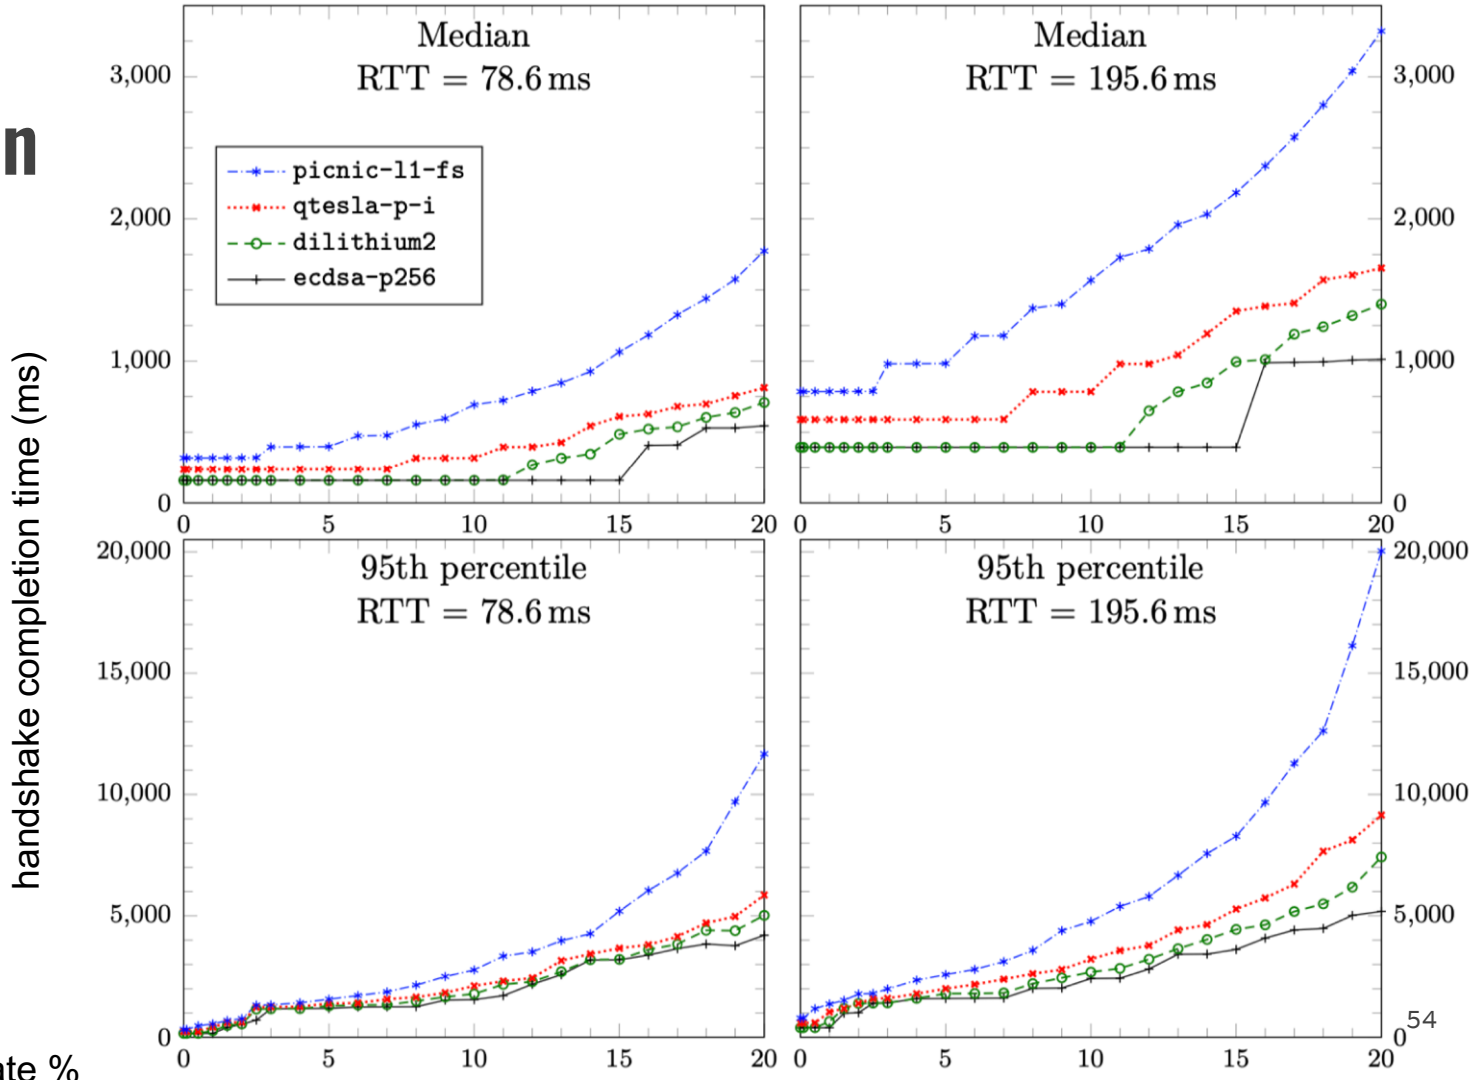 n
handshake completion time (ms)
Median
RTT = 78.6 ms
3,000
2,000
1,000
0
picnic-l1-fs
qtesla-p-i
dilithium2
ecdsa-p256
0 5 10 15 20
Median
RTT = 195.6 ms
3,000
2,000
1,000
0
0 5 10 15 20
95th percentile
RTT = 78.6 ms
20,000
15,000
10,000
5,000
0
0 5 10 15 20
95th percentile
RTT = 195.6 ms
20,000
15,000
10,000
5,000
0
0 5 10 15 20
54
ate %